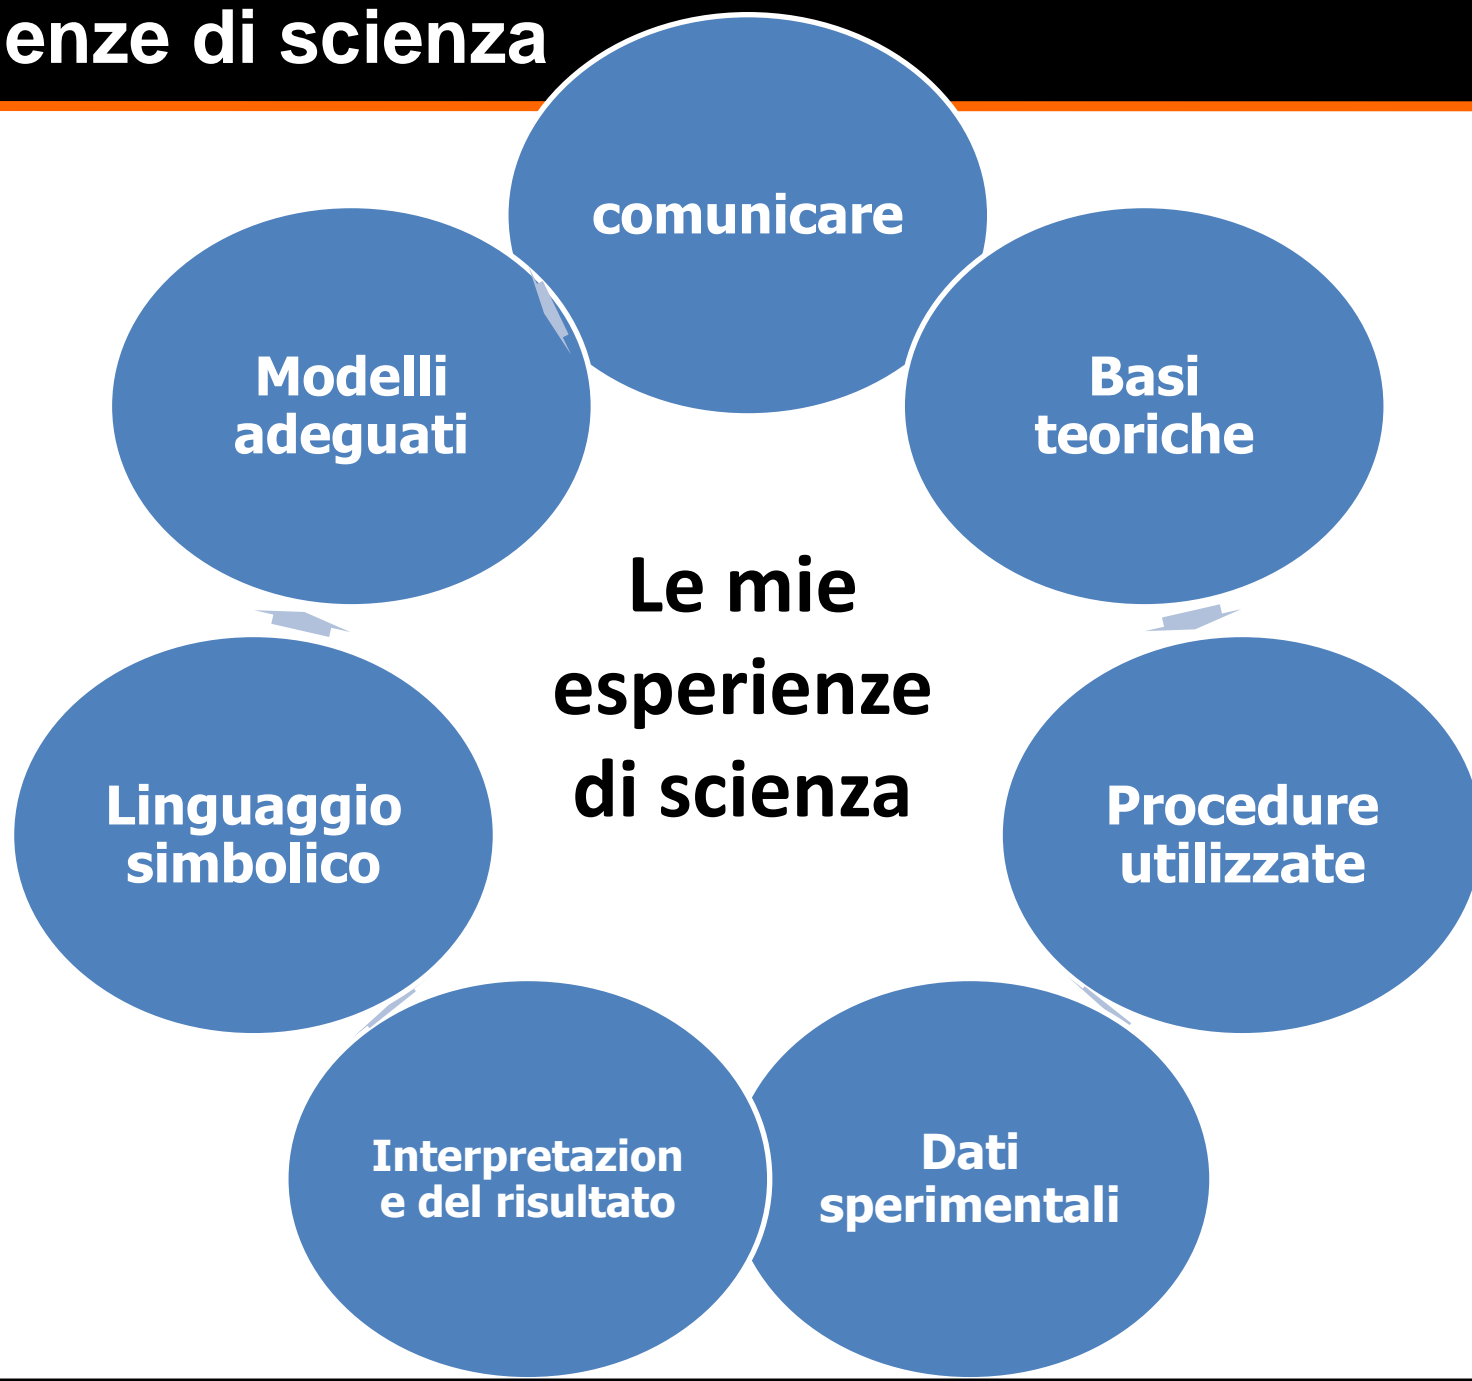 enze di scienza
comunicare
Modelli
adeguati
Basi
teoriche
Le mie
esperienze
di scienza
Linguaggio
simbolico
Procedure
utilizzate
Interpretazion
e del risultato
Dati
sperimentali